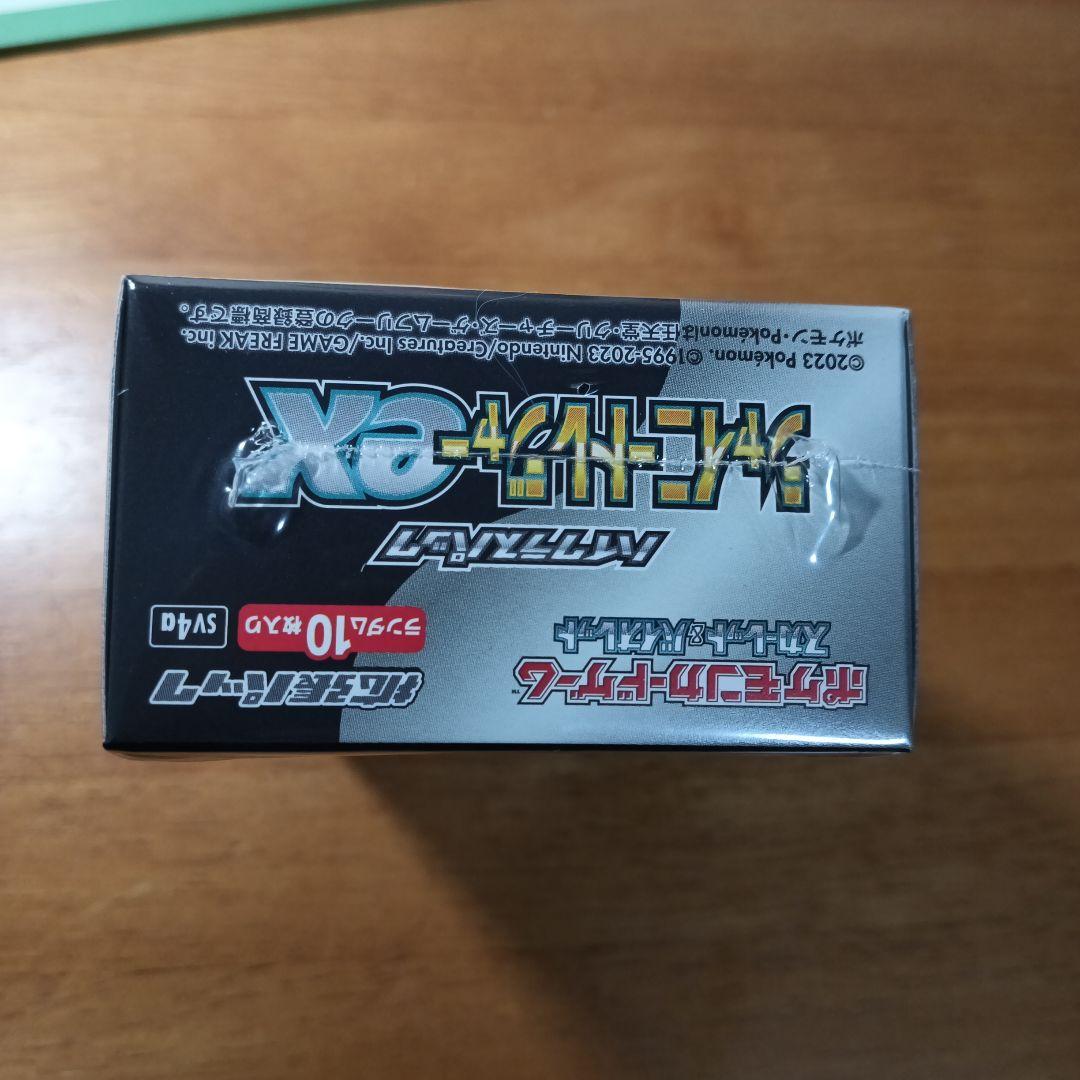 ポケモンカードゲーム™
スカーレット&バイオレット
拡張パック
ランダム10枚入り
sv4a
ハイクラスパック
シャイニートレジャーex
©2023 Pokémon. ©1995-2023 Nintendo/Creatures Inc./GAME FREAK inc.
ポケモン・Pokémonは任天堂・クリーチャーズ・ゲームフリークの登録商標です。